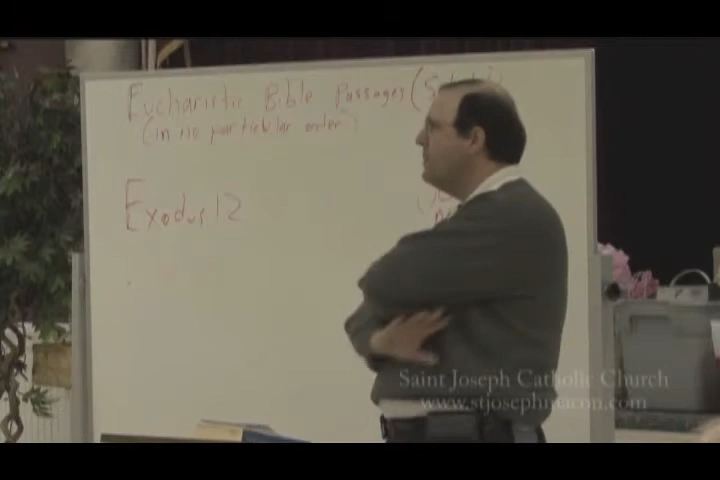 Eucharistic Bible Passages (
(in no particular order)
Exodus 12
Saint Joseph Catholic Church
www.stjosephmacon.com